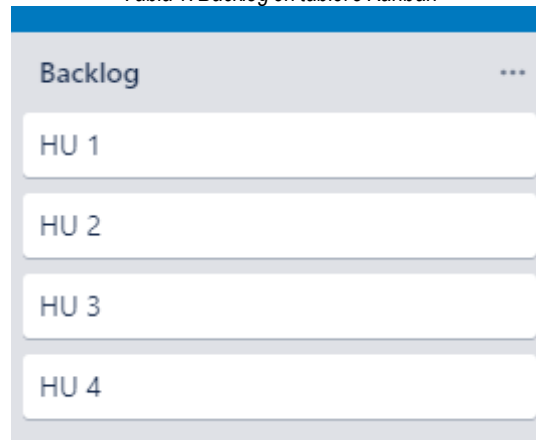 Tabla 1. Backlog en tablero Kanban
Backlog
HU 1
HU 2
HU 3
HU 4